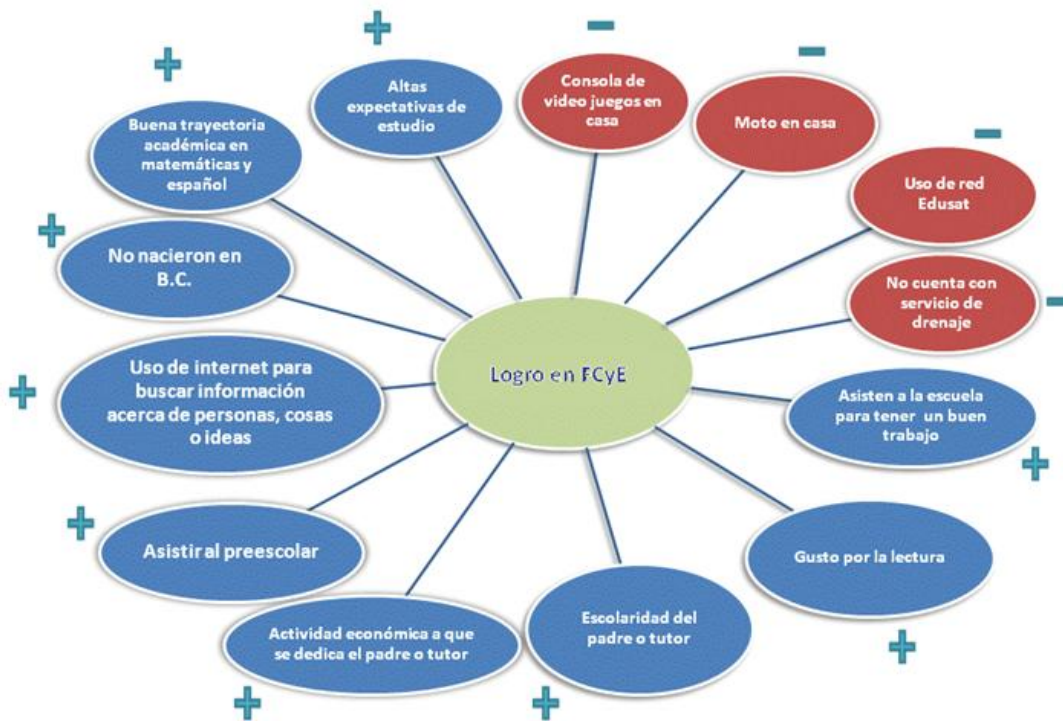 Altas
expectativas de
estudio
Consola de
video juegos en
casa
Moto en casa
Buena trayectoria
académica en
matemáticas y
español
Uso de red
Edusat
No nacieron en
B.C.
No cuenta con
servicio de
drenaje
Logro en FCyE
Uso de internet para
buscar información
acerca de personas, cosas
o ideas
Asisten a la escuela
para tener un buen
trabajo
Asistir al preescolar
Gusto por la lectura
Actividad económica a que
se dedica el padre o tutor
Escolaridad del
padre o tutor